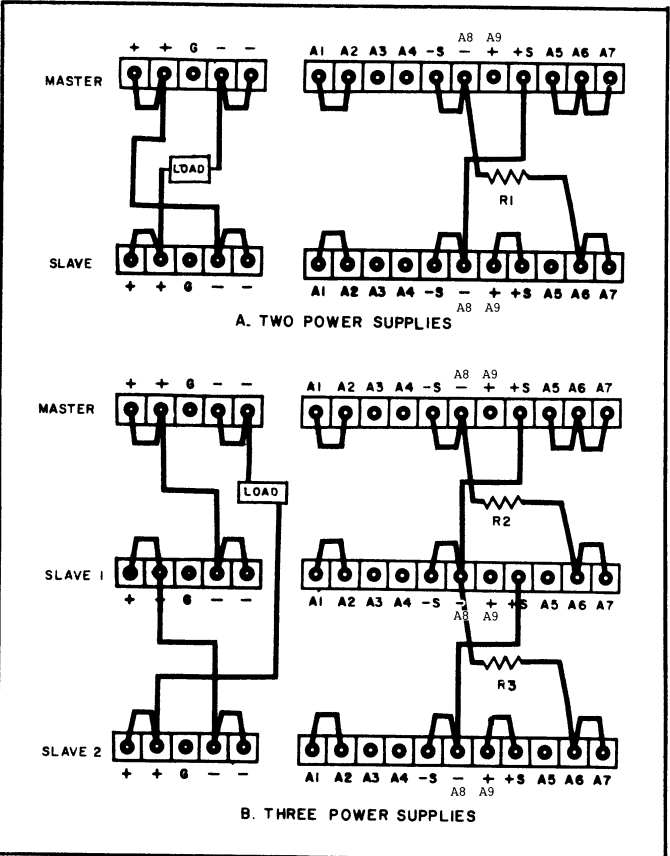 A8 A9
+ + G − − A1 A2 A3 A4 −S − + +S A5 A6 A7
MASTER
LOAD
R1
SLAVE
+ + G − − A1 A2 A3 A4 −S − + +S A5 A6 A7
A8 A9
A. TWO POWER SUPPLIES
A8 A9
+ + G − − A1 A2 A3 A4 −S − + +S A5 A6 A7
MASTER
LOAD
R2
SLAVE 1
+ + G − − A1 A2 A3 A4 −S − + +S A5 A6 A7
A8 A9
R3
SLAVE 2
+ + G − − A1 A2 A3 A4 −S − + +S A5 A6 A7
A8 A9
B. THREE POWER SUPPLIES